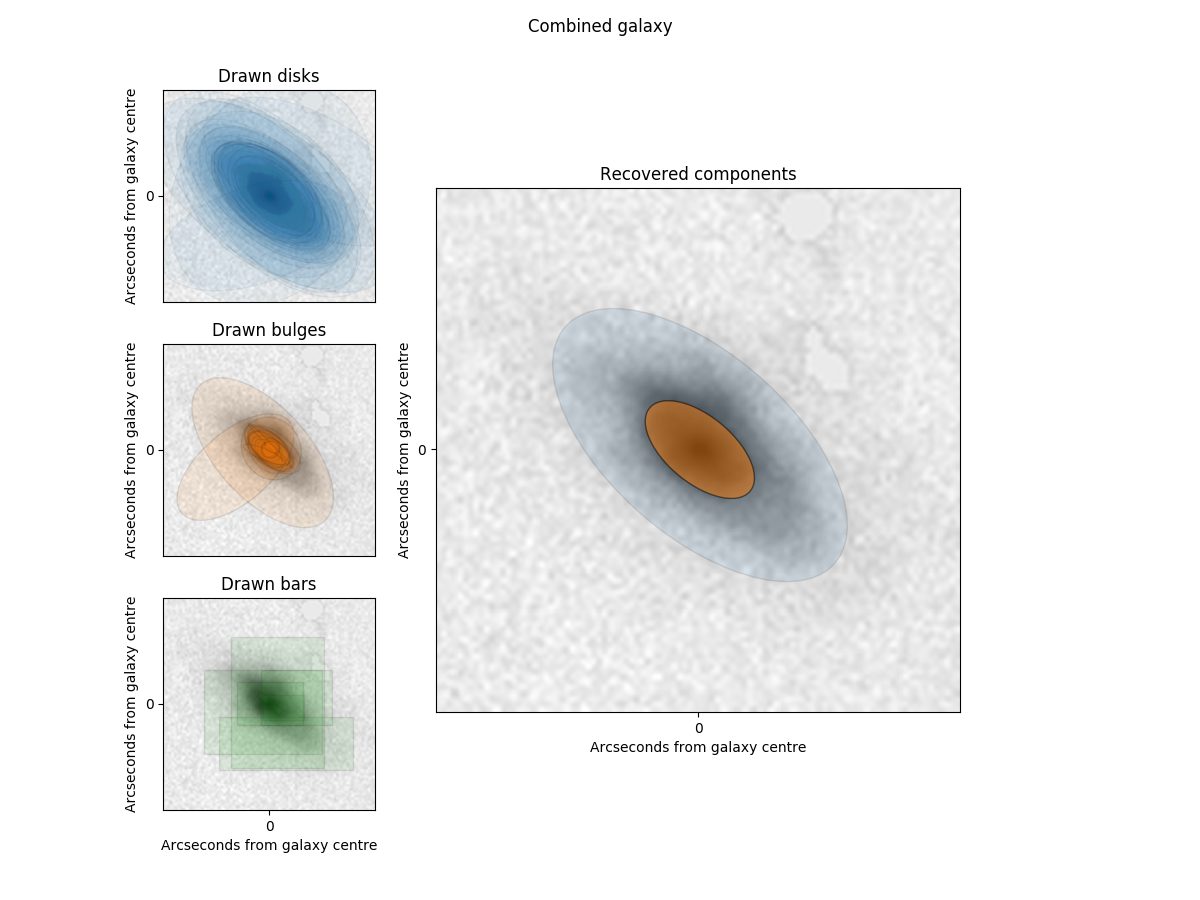 Combined galaxy
Drawn disks
Arcseconds from galaxy centre
0
Drawn bulges
Arcseconds from galaxy centre
0
Drawn bars
Arcseconds from galaxy centre
0
0
Arcseconds from galaxy centre
Recovered components
Arcseconds from galaxy centre
0
0
Arcseconds from galaxy centre